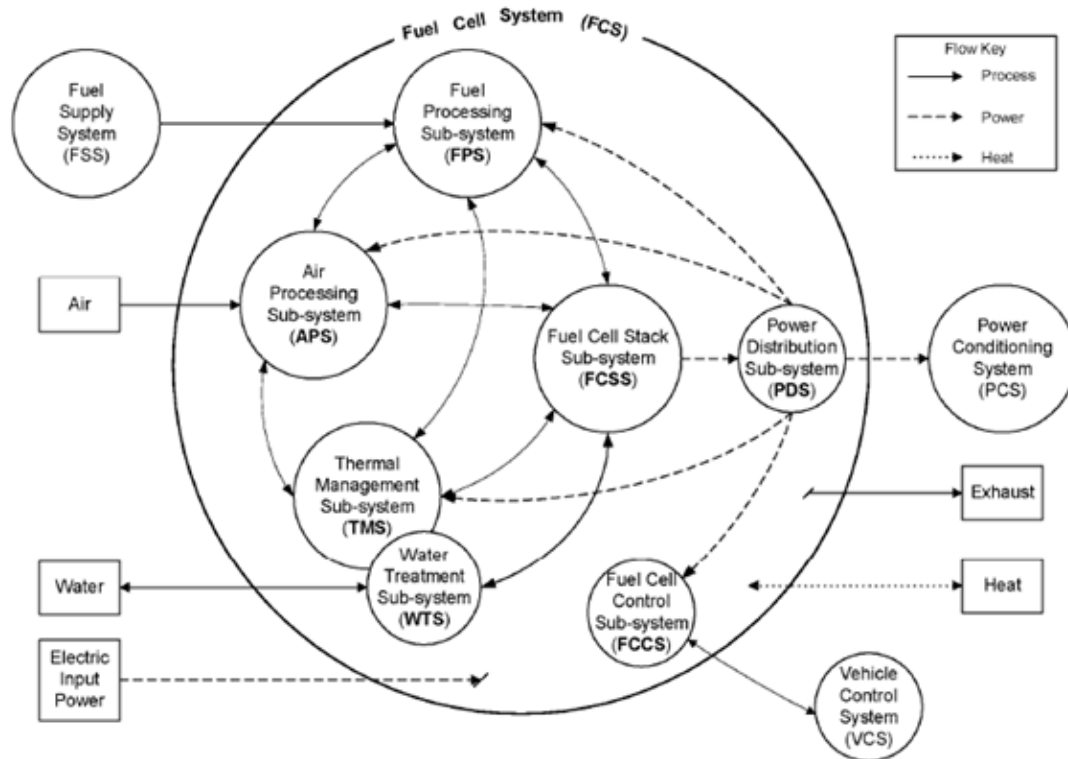 Fuel Cell System (FCS)
Fuel
Supply
System
(FSS)
Fuel
Processing
Sub-system
(FPS)
Flow Key
Process
Power
Heat
Air
Air
Processing
Sub-system
(APS)
Fuel Cell Stack
Sub-system
(FCSS)
Power
Distribution
Sub-system
(PDS)
Power
Conditioning
System
(PCS)
Thermal
Management
Sub-system
(TMS)
Exhaust
Water
Water
Treatment
Sub-system
(WTS)
Fuel Cell
Control
Sub-system
(FCCS)
Heat
Electric
Input
Power
Vehicle
Control
System
(VCS)